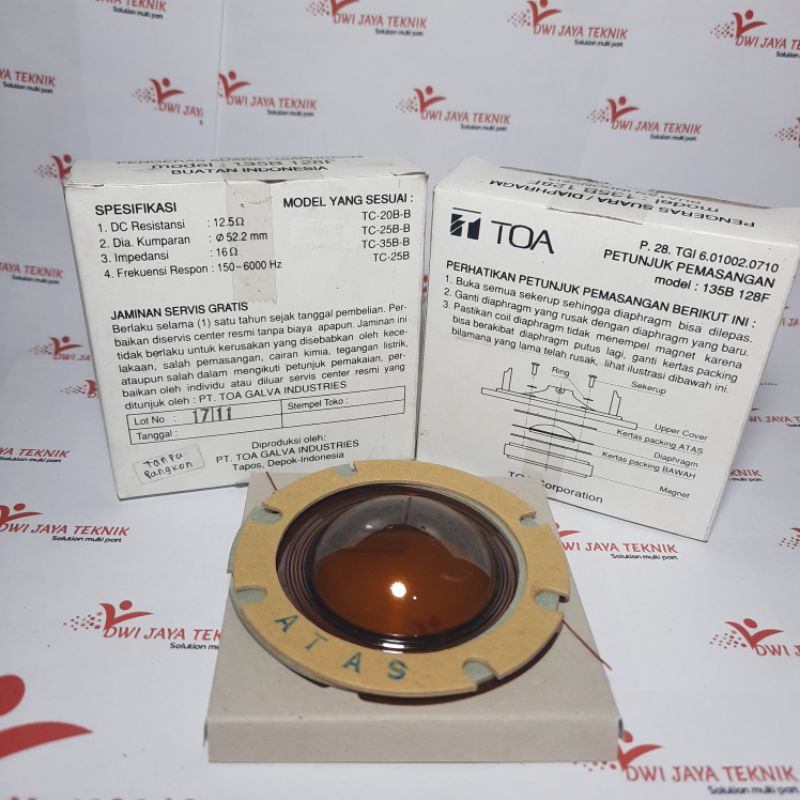 DWI JAYA TEKNIK
Solution multi part
PENGERAS SUARA / DIAPHRAGM
model : 135B 128F
BUATAN INDONESIA
SPESIFIKASI
1. DC Resistansi : 12.5Ω
2. Dia. Kumparan : Ø 52.2 mm
3. Impedansi : 16Ω
4. Frekuensi Respon : 150~6000 Hz
MODEL YANG SESUAI :
TC-20B-B
TC-25B-B
TC-35B-B
TC-25B
JAMINAN SERVIS GRATIS
Berlaku selama (1) satu tahun sejak tanggal pembelian. Per-
baikan diservis center resmi tanpa biaya apapun. Jaminan ini
tidak berlaku untuk kerusakan yang disebabkan oleh kece-
lakaan, salah pemasangan, cairan kimia, tegangan listrik,
ataupun salah dalam mengikuti petunjuk pemakaian, per-
baikan oleh individu atau diluar servis center resmi yang
ditunjuk oleh : PT. TOA GALVA INDUSTRIES
Lot No : 17/11
Stempel Toko :
Tanggal :
Diproduksi oleh:
PT. TOA GALVA INDUSTRIES
Tapos, Depok-Indonesia
tanpa
Pangkon
PENGERAS SUARA / DIAPHRAGM
model : 135B 128F
TOA
P. 28. TGI 6.01002.0710
PETUNJUK PEMASANGAN
model : 135B 128F
PERHATIKAN PETUNJUK PEMASANGAN BERIKUT INI :
1. Buka semua sekerup sehingga diaphragm bisa dilepas.
2. Ganti diaphragm yang rusak dengan diaphragm yang baru.
3. Pastikan coil diaphragm tidak menempel magnet karena
bisa berakibat diaphragm putus lagi, ganti kertas packing
bilamana yang lama telah rusak, lihat ilustrasi dibawah ini.
Ring
Sekerup
Upper Cover
Kertas packing ATAS
Diaphragm
Kertas packing BAWAH
Magnet
TOA Corporation
ATAS